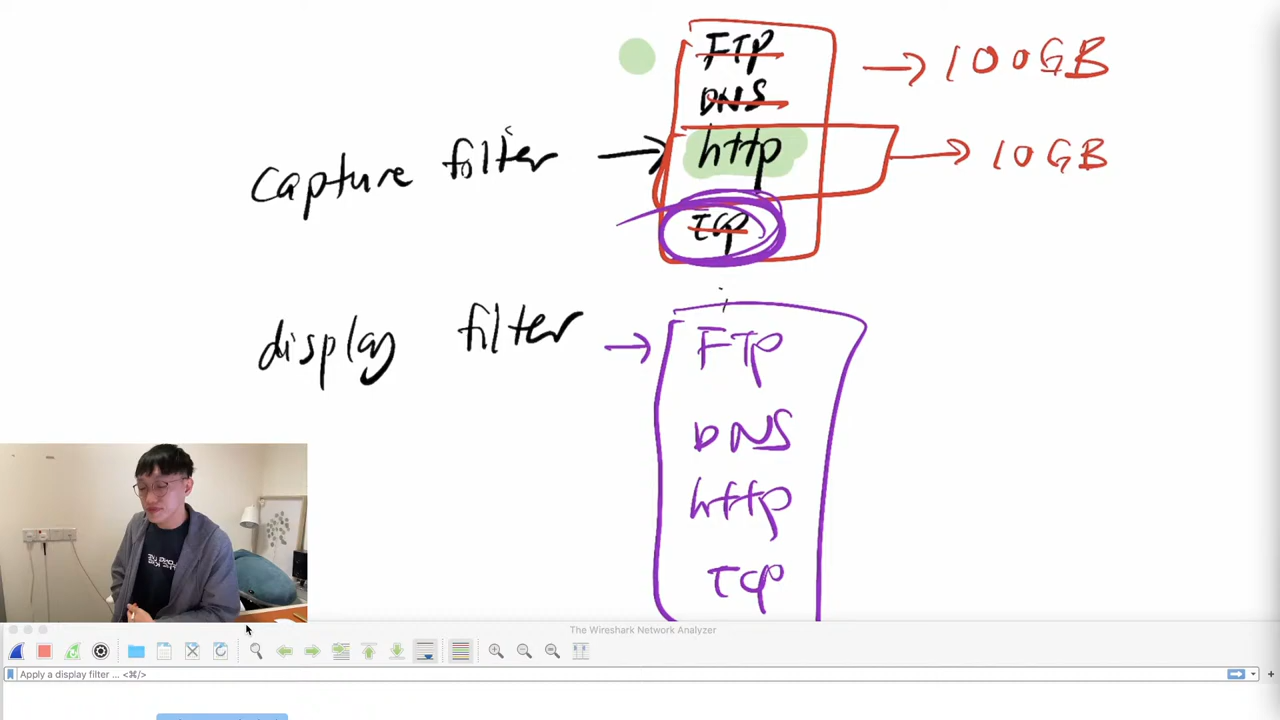 FTP
→ 100GB
DNS
capture filter → http → 10GB
TCP
display filter → FTP
DNS
http
TCP
The Wireshark Network Analyzer
Apply a display filter ... <⌘/>